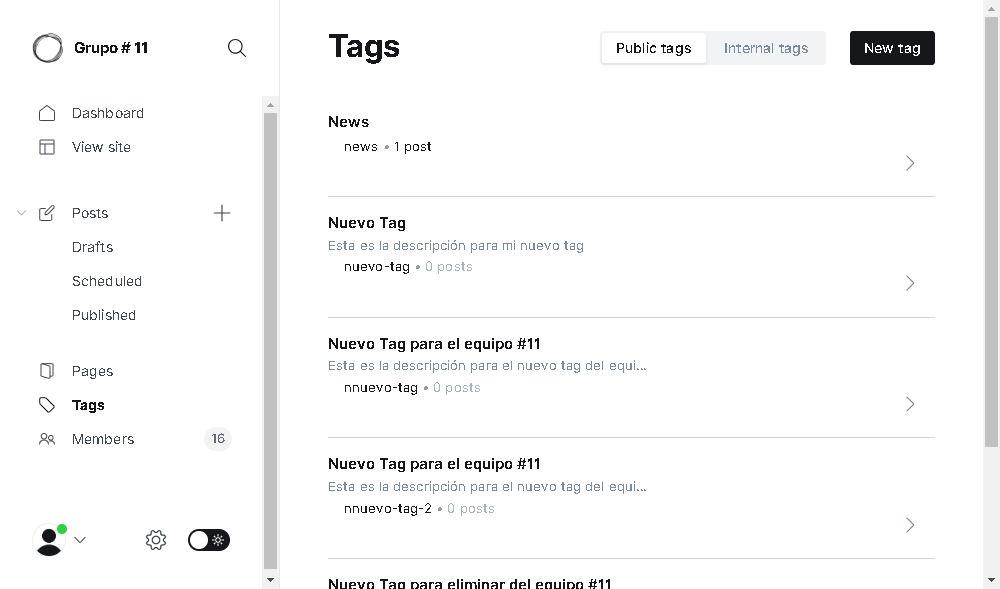 Grupo # 11
Dashboard
View site
Posts
Drafts
Scheduled
Published
Pages
Tags
Members 16
Tags
Public tags
Internal tags
New tag
News
news • 1 post
Nuevo Tag
Esta es la descripción para mi nuevo tag
nuevo-tag • 0 posts
Nuevo Tag para el equipo #11
Esta es la descripción para el nuevo tag del equi...
nnuevo-tag • 0 posts
Nuevo Tag para el equipo #11
Esta es la descripción para el nuevo tag del equi...
nnuevo-tag-2 • 0 posts
Nuevo Tag para eliminar del equipo #11